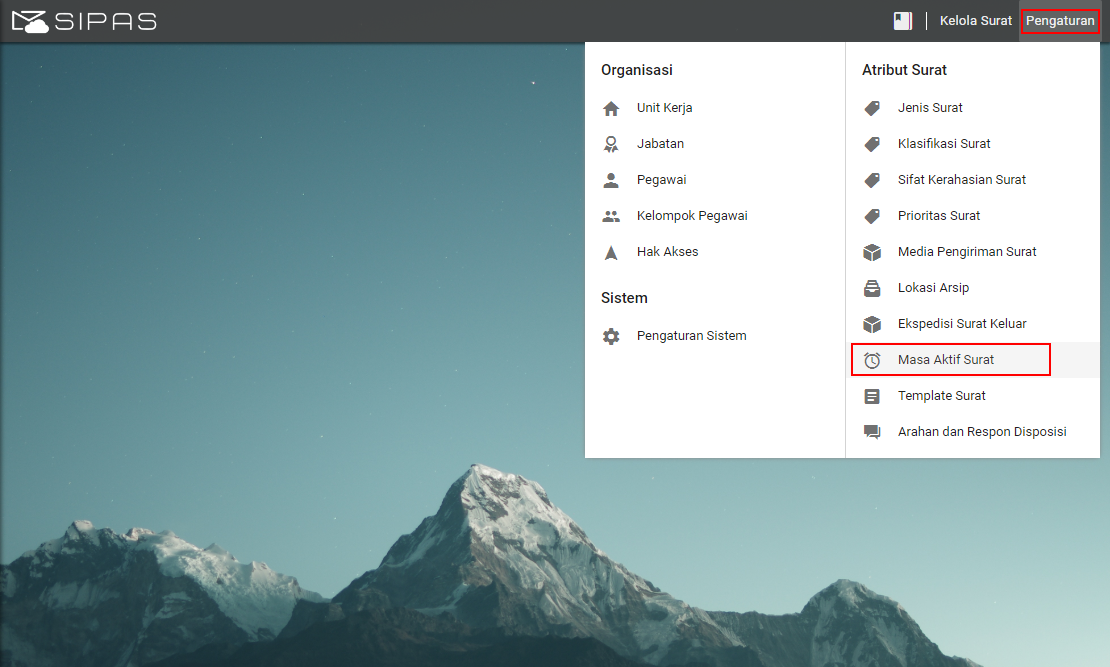 SIPAS
Kelola Surat
Pengaturan
Organisasi
Unit Kerja
Jabatan
Pegawai
Kelompok Pegawai
Hak Akses
Sistem
Pengaturan Sistem
Atribut Surat
Jenis Surat
Klasifikasi Surat
Sifat Kerahasian Surat
Prioritas Surat
Media Pengiriman Surat
Lokasi Arsip
Ekspedisi Surat Keluar
Masa Aktif Surat
Template Surat
Arahan dan Respon Disposisi